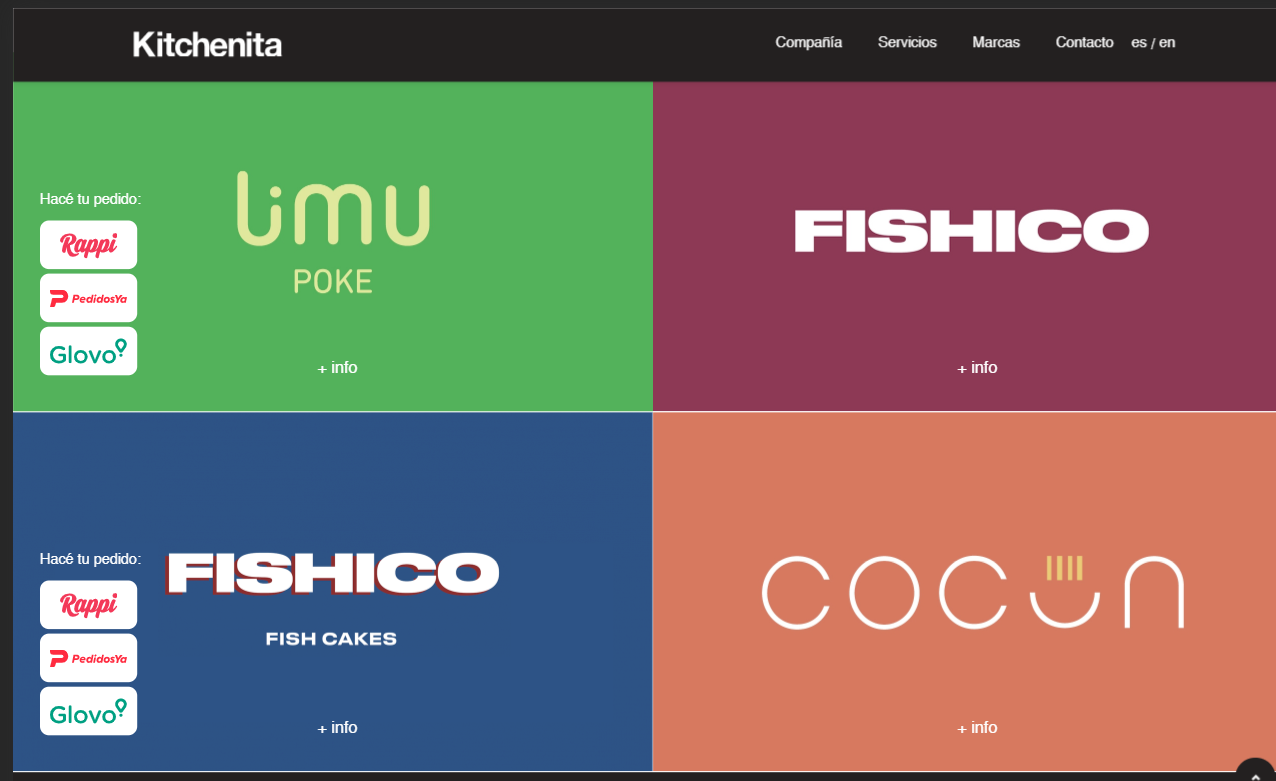 Kitchenita
Compañía Servicios Marcas Contacto es / en
Hacé tu pedido:
Rappi
PedidosYa
Glovo
limu
POKE
+ info
FISHICO
+ info
Hacé tu pedido:
Rappi
PedidosYa
Glovo
FISHICO
FISH CAKES
+ info
COCUN
+ info